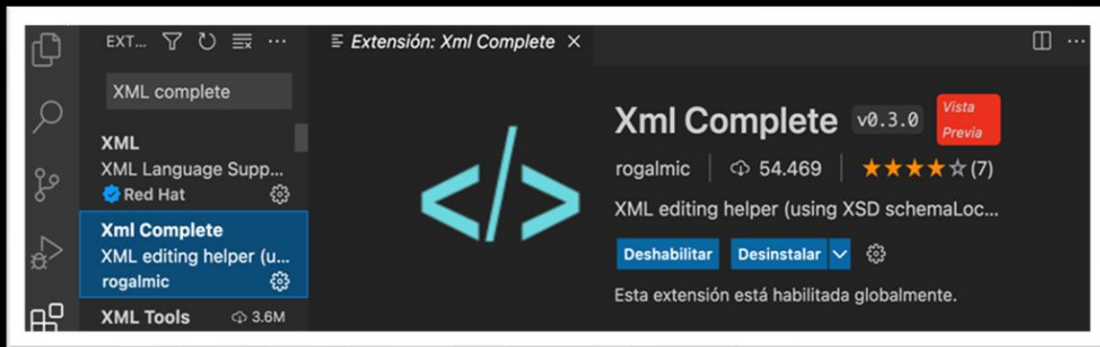 EXT... ...
XML complete
XML
XML Language Supp...
Red Hat
Xml Complete
XML editing helper (u...
rogalmic
XML Tools 3.6M
Extensión: Xml Complete ×
...
Xml Complete v0.3.0 Vista
Previa
rogalmic 54.469 (7)
XML editing helper (using XSD schemaLoc...
Deshabilitar Desinstalar
Esta extensión está habilitada globalmente.